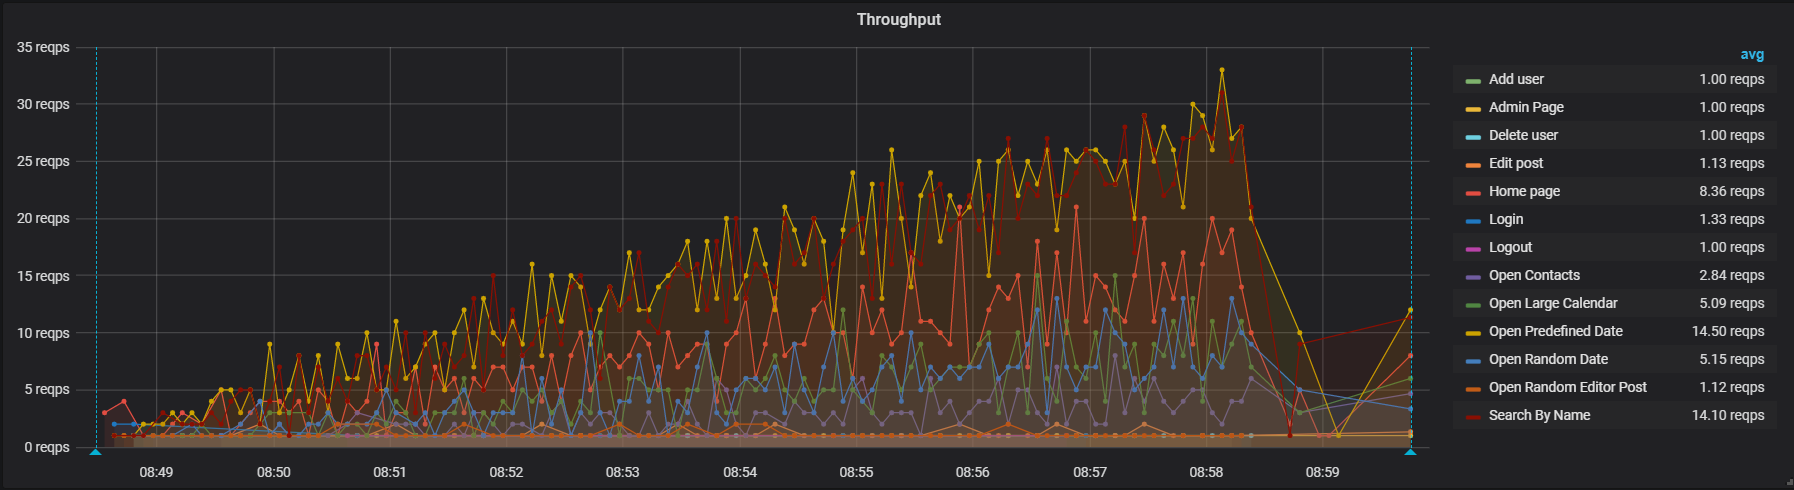 Throughput
35 reqps
30 reqps
25 reqps
20 reqps
15 reqps
10 reqps
5 reqps
0 reqps
08:49 08:50 08:51 08:52 08:53 08:54 08:55 08:56 08:57 08:58 08:59
avg
Add user 1.00 reqps
Admin Page 1.00 reqps
Delete user 1.00 reqps
Edit post 1.13 reqps
Home page 8.36 reqps
Login 1.33 reqps
Logout 1.00 reqps
Open Contacts 2.84 reqps
Open Large Calendar 5.09 reqps
Open Predefined Date 14.50 reqps
Open Random Date 5.15 reqps
Open Random Editor Post 1.12 reqps
Search By Name 14.10 reqps